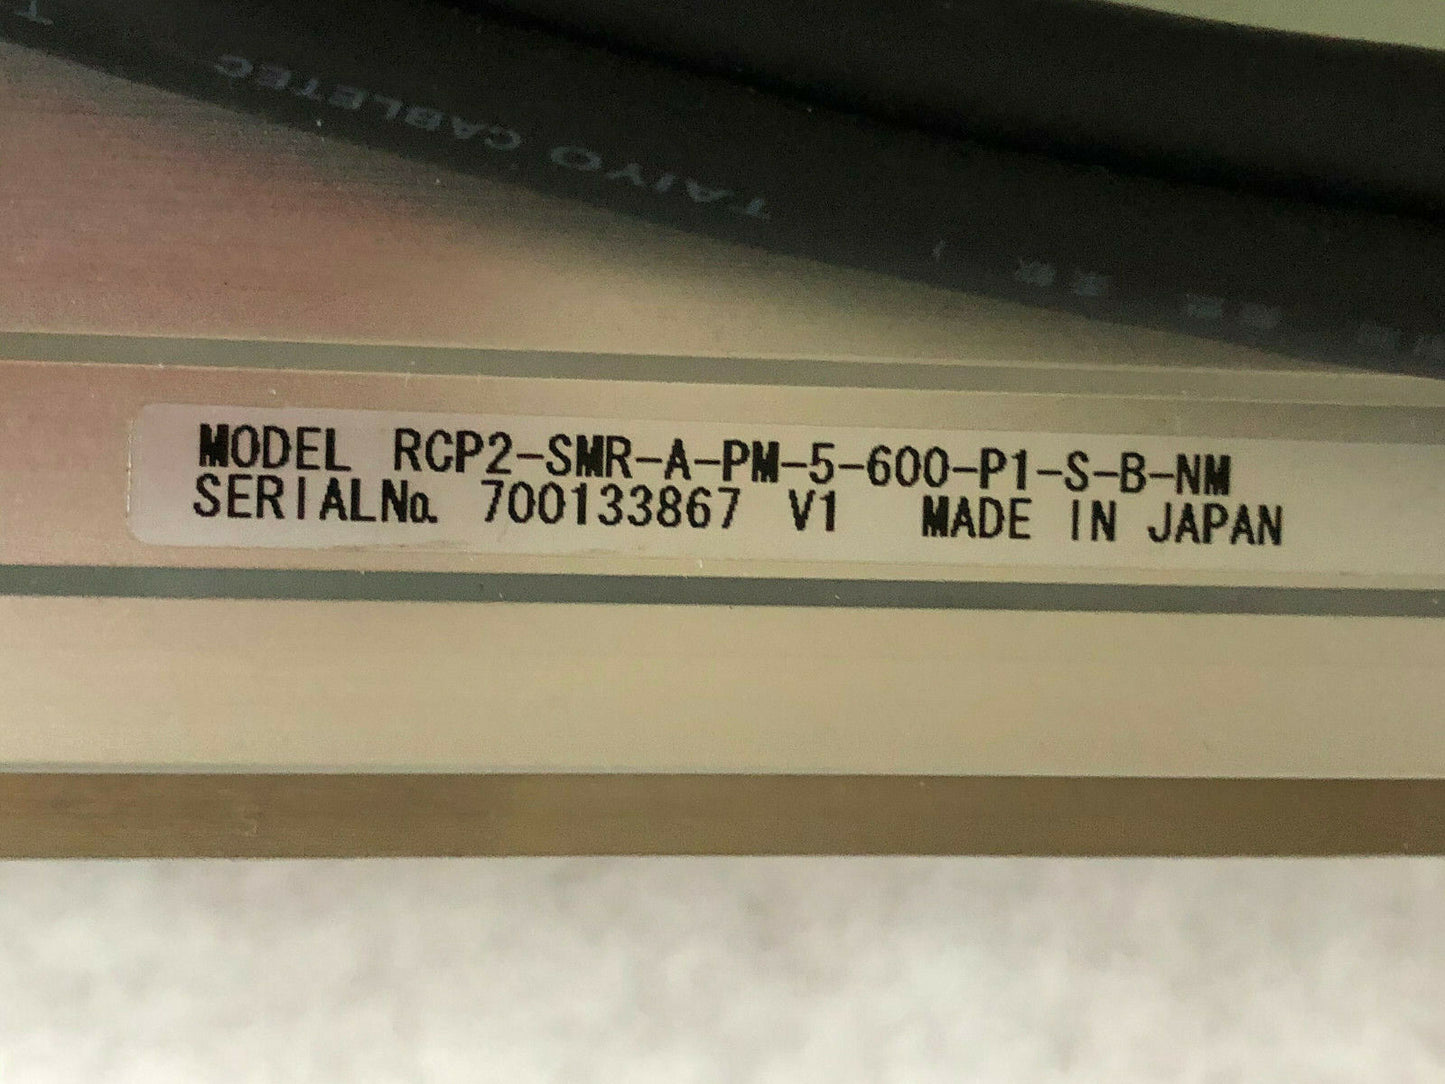 TAIYO CABLETEC
MODEL RCP2-SMR-A-PM-5-600-P1-S-B-NM
SERIALNo. 700133867 V1 MADE IN JAPAN